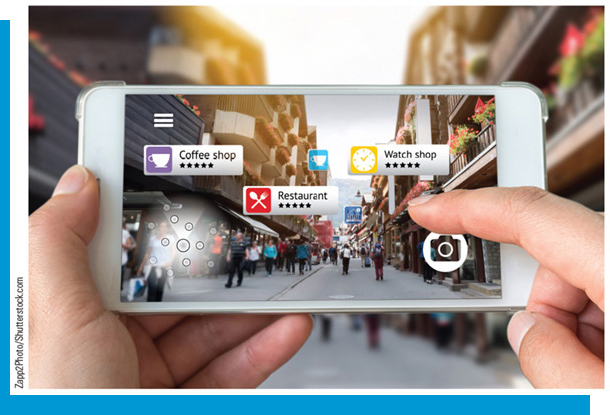 Coffee shop
★★★★★
Watch shop
★★★★★
Restaurant
★★★★★
Zapp2Photo/Shutterstock.com